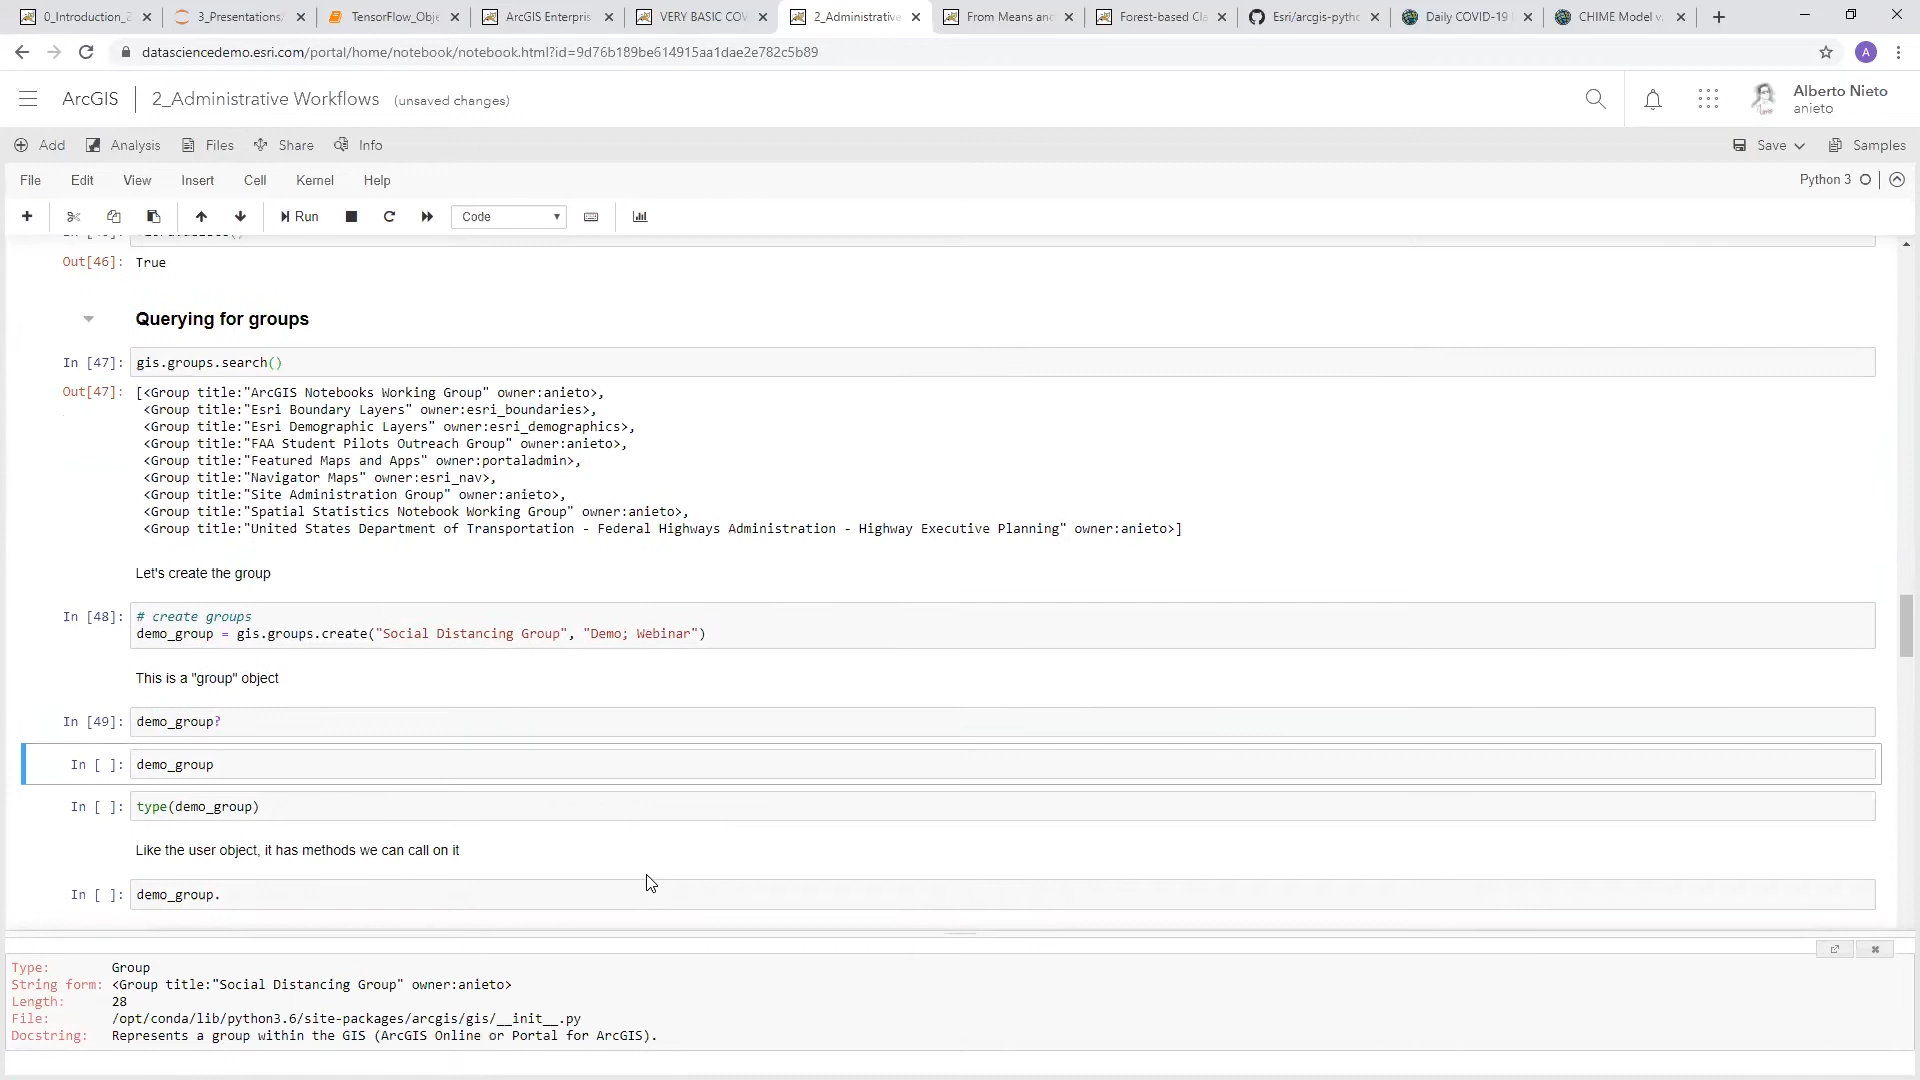 0_Introduction_2
3_Presentations/
TensorFlow_Obje
ArcGIS Enterpris
VERY BASIC COV
2_Administrative
From Means and
Forest-based Cla
Esri/arcgis-pytho
Daily COVID-19
CHIME Model v.
datasciencedemo.esri.com/portal/home/notebook/notebook.html?id=9d76b189be614915aa1dae2e782c5b89
A
ArcGIS
2_Administrative Workflows (unsaved changes)
Alberto Nieto
anieto
Add
Analysis
Files
Share
Info
Save
Samples
File
Edit
View
Insert
Cell
Kernel
Help
Python 3
Run
Code
Out[46]: True
Querying for groups
In [47]: gis.groups.search()
Out[47]: [<Group title:"ArcGIS Notebooks Working Group" owner:anieto>,
<Group title:"Esri Boundary Layers" owner:esri_boundaries>,
<Group title:"Esri Demographic Layers" owner:esri_demographics>,
<Group title:"FAA Student Pilots Outreach Group" owner:anieto>,
<Group title:"Featured Maps and Apps" owner:portaladmin>,
<Group title:"Navigator Maps" owner:esri_nav>,
<Group title:"Site Administration Group" owner:anieto>,
<Group title:"Spatial Statistics Notebook Working Group" owner:anieto>,
<Group title:"United States Department of Transportation - Federal Highways Administration - Highway Executive Planning" owner:anieto>]
Let's create the group
In [48]: # create groups
demo_group = gis.groups.create("Social Distancing Group", "Demo; Webinar")
This is a "group" object
In [49]: demo_group?
In [ ]: demo_group
In [ ]: type(demo_group)
Like the user object, it has methods we can call on it
In [ ]: demo_group.
Type: Group
String form: <Group title:"Social Distancing Group" owner:anieto>
Length: 28
File: /opt/conda/lib/python3.6/site-packages/arcgis/gis/__init__.py
Docstring: Represents a group within the GIS (ArcGIS Online or Portal for ArcGIS).